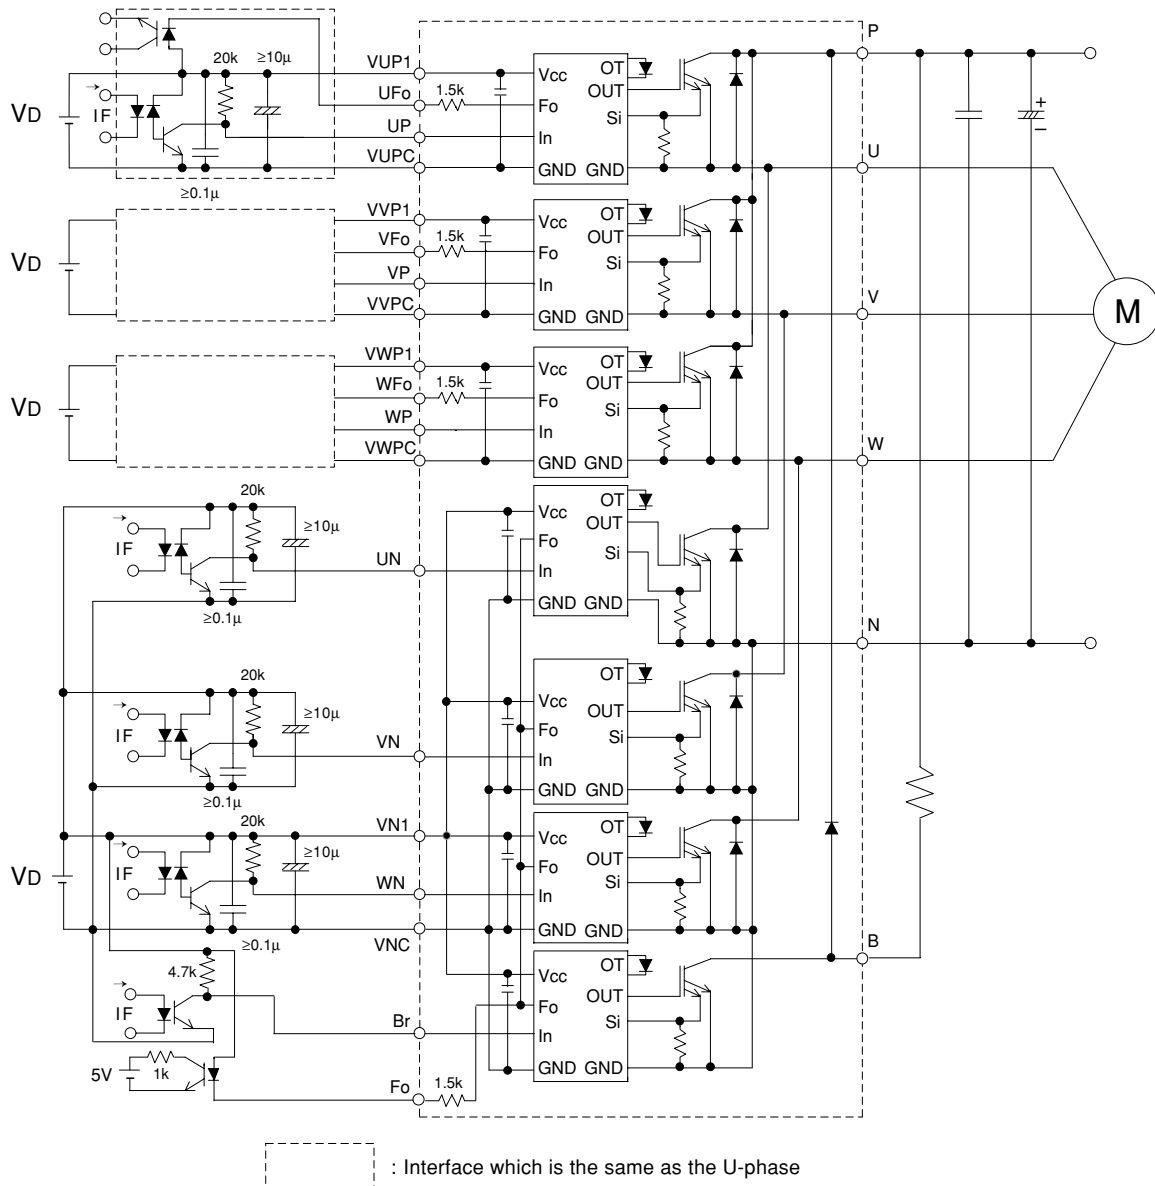 P
20k
≥10μ
VUP1
Vcc
OT
UFo
1.5k
OUT
VD
IF
Fo
Si
UP
In
U
VUPC
GND GND
≥0.1μ
+
–
VVP1
Vcc
OT
VFo
1.5k
OUT
VD
Fo
Si
VP
In
V
VVPC
GND GND
M
VWP1
Vcc
OT
WFo
1.5k
OUT
VD
Fo
Si
WP
In
W
VWPC
GND GND
20k
≥10μ
IF
UN
≥0.1μ
Vcc
OT
OUT
Fo
Si
In
GND GND
N
20k
≥10μ
IF
VN
≥0.1μ
Vcc
OT
OUT
Fo
Si
In
GND GND
20k
VN1
≥10μ
IF
VD
WN
≥0.1μ
VNC
Vcc
OT
OUT
Fo
Si
In
GND GND
B
4.7k
IF
Br
Vcc
OT
OUT
Fo
Si
In
GND GND
5V
1k
Fo
1.5k
: Interface which is the same as the U-phase